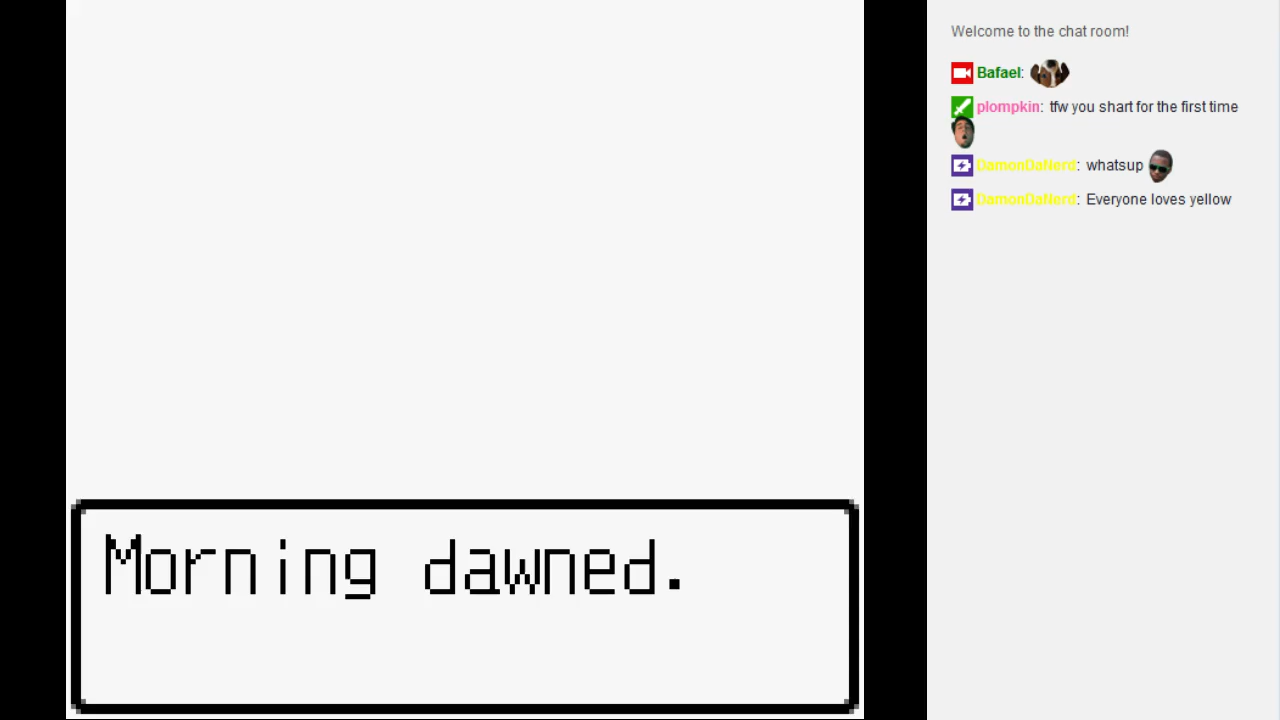 Welcome to the chat room!
Bafael:
plompkin: tfw you shart for the first time
DamonDaNerd: whatsup
DamonDaNerd: Everyone loves yellow
Morning dawned.